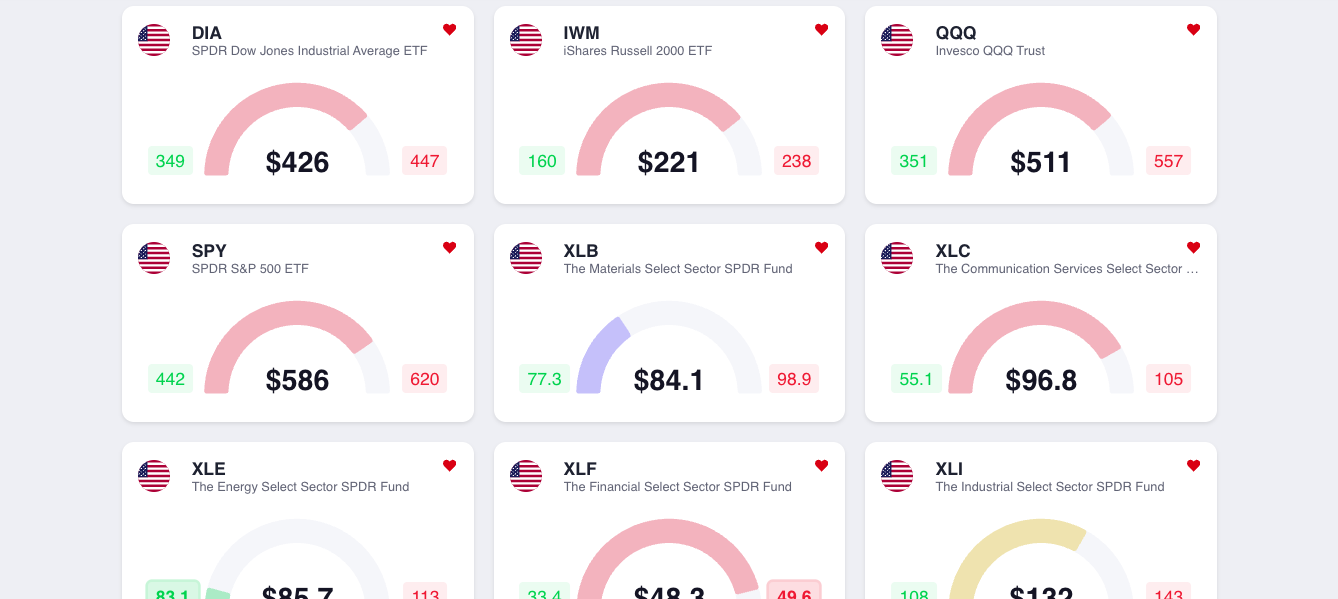 DIA
SPDR Dow Jones Industrial Average ETF
349
$426
447
IWM
iShares Russell 2000 ETF
160
$221
238
QQQ
Invesco QQQ Trust
351
$511
557
SPY
SPDR S&P 500 ETF
442
$586
620
XLB
The Materials Select Sector SPDR Fund
77.3
$84.1
98.9
XLC
The Communication Services Select Sector ...
55.1
$96.8
105
XLE
The Energy Select Sector SPDR Fund
83.1
$85.7
113
XLF
The Financial Select Sector SPDR Fund
33.4
$48.3
49.6
XLI
The Industrial Select Sector SPDR Fund
108
$132
143